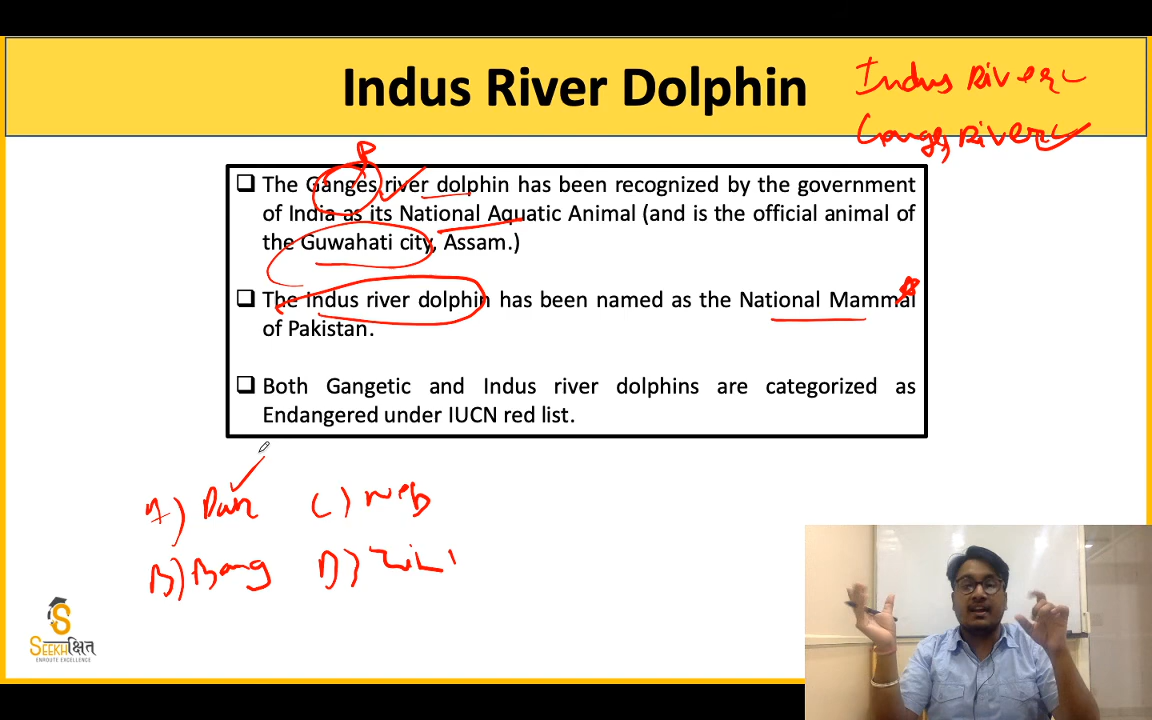 Indus River Dolphin
Indus River
Ganges River
The Ganges river dolphin has been recognized by the government
of India as its National Aquatic Animal (and is the official animal of
the Guwahati city, Assam.)
The Indus river dolphin has been named as the National Mammal
of Pakistan.
Both Gangetic and Indus river dolphins are categorized as
Endangered under IUCN red list.
C)
B) Bang D)
S
SEEKHक्षित
ENROUTE EXCELLENCE